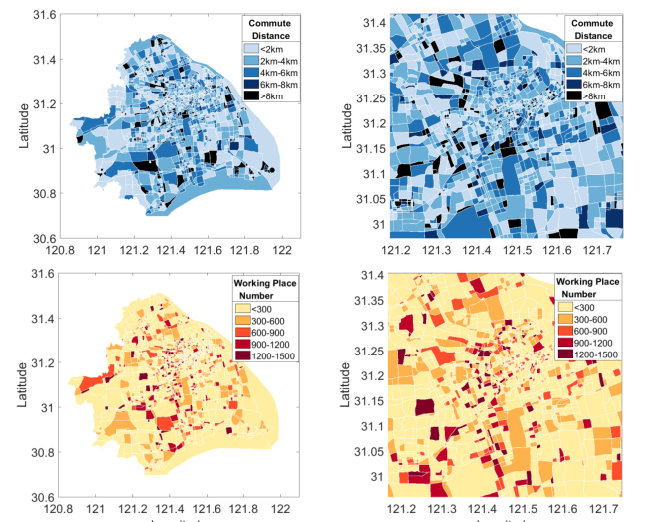 31.6
31.4
31.2
31
30.8
30.6
Latitude
120.8 121 121.2 121.4 121.6 121.8 122
Commute
Distance
<2km
2km-4km
4km-6km
6km-8km
>8km
31.4
31.35
31.3
31.25
31.2
31.15
31.1
31.05
31
Latitude
121.2 121.3 121.4 121.5 121.6 121.7
Commute
Distance
<2km
2km-4km
4km-6km
6km-8km
>8km
31.6
31.4
31.2
31
30.8
30.6
Latitude
120.8 121 121.2 121.4 121.6 121.8 122
Working Place
Number
<300
300-600
600-900
900-1200
1200-1500
31.4
31.35
31.3
31.25
31.2
31.15
31.1
31.05
31
Latitude
121.2 121.3 121.4 121.5 121.6 121.7
Working Place
Number
<300
300-600
600-900
900-1200
1200-1500